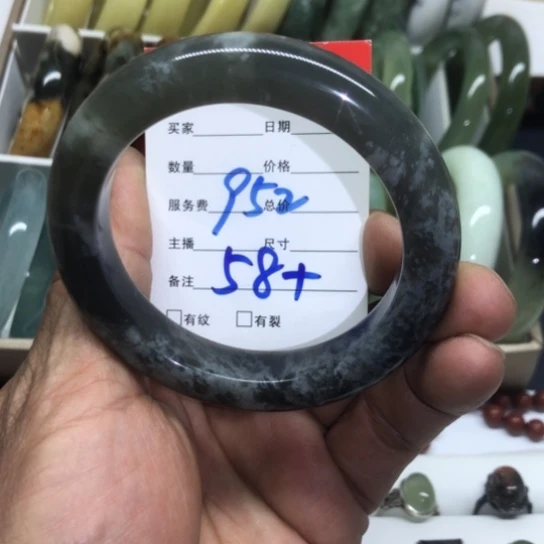 买家 日期
数量 价格
服务费 总价
950
主播 尺寸
备注 58+
□有纹 □有裂